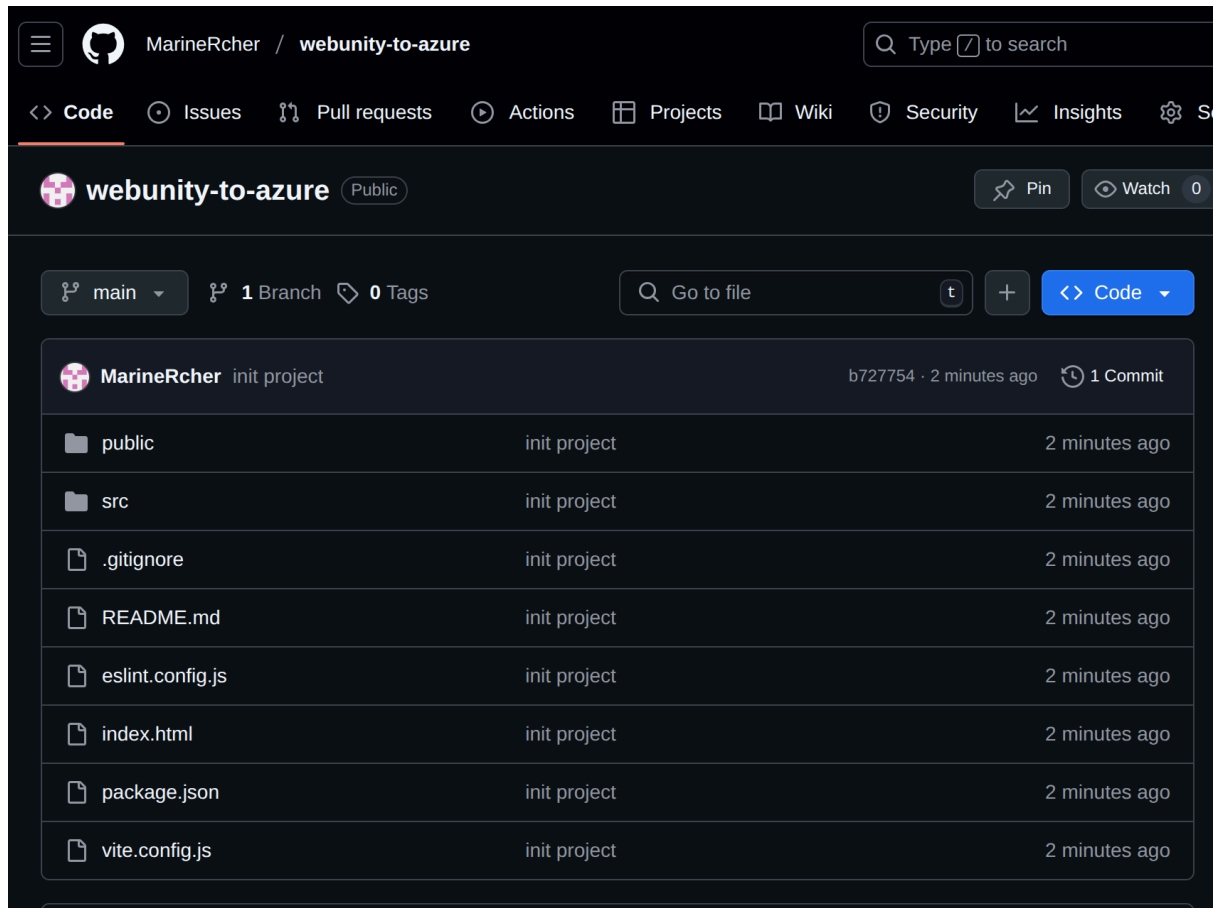 MarineRcher / webunity-to-azure
Type / to search
Code Issues Pull requests Actions Projects Wiki Security Insights
webunity-to-azure Public
Pin Watch 0
main 1 Branch 0 Tags
Go to file t
Code
MarineRcher init project b727754 · 2 minutes ago 1 Commit
public init project 2 minutes ago
src init project 2 minutes ago
.gitignore init project 2 minutes ago
README.md init project 2 minutes ago
eslint.config.js init project 2 minutes ago
index.html init project 2 minutes ago
package.json init project 2 minutes ago
vite.config.js init project 2 minutes ago